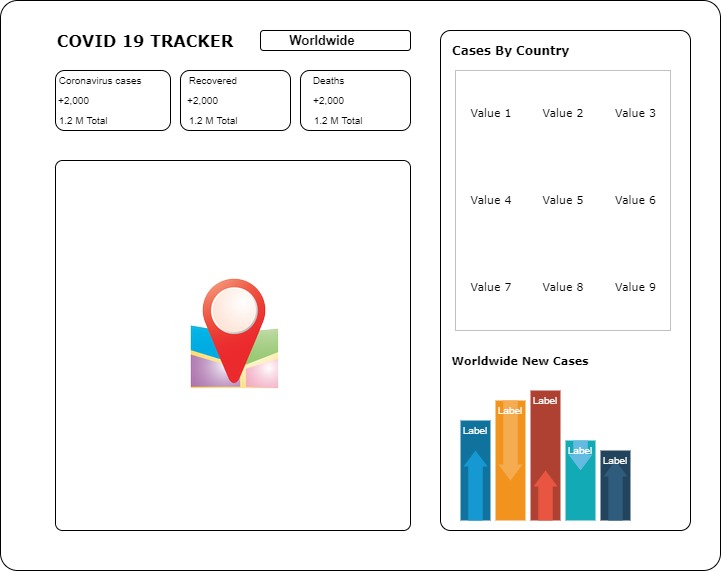 COVID 19 TRACKER
Worldwide
Coronavirus cases
+2,000
1.2 M Total
Recovered
+2,000
1.2 M Total
Deaths
+2,000
1.2 M Total
Cases By Country
Value 1 Value 2 Value 3
Value 4 Value 5 Value 6
Value 7 Value 8 Value 9
Worldwide New Cases
Label
Label
Label
Label
Label